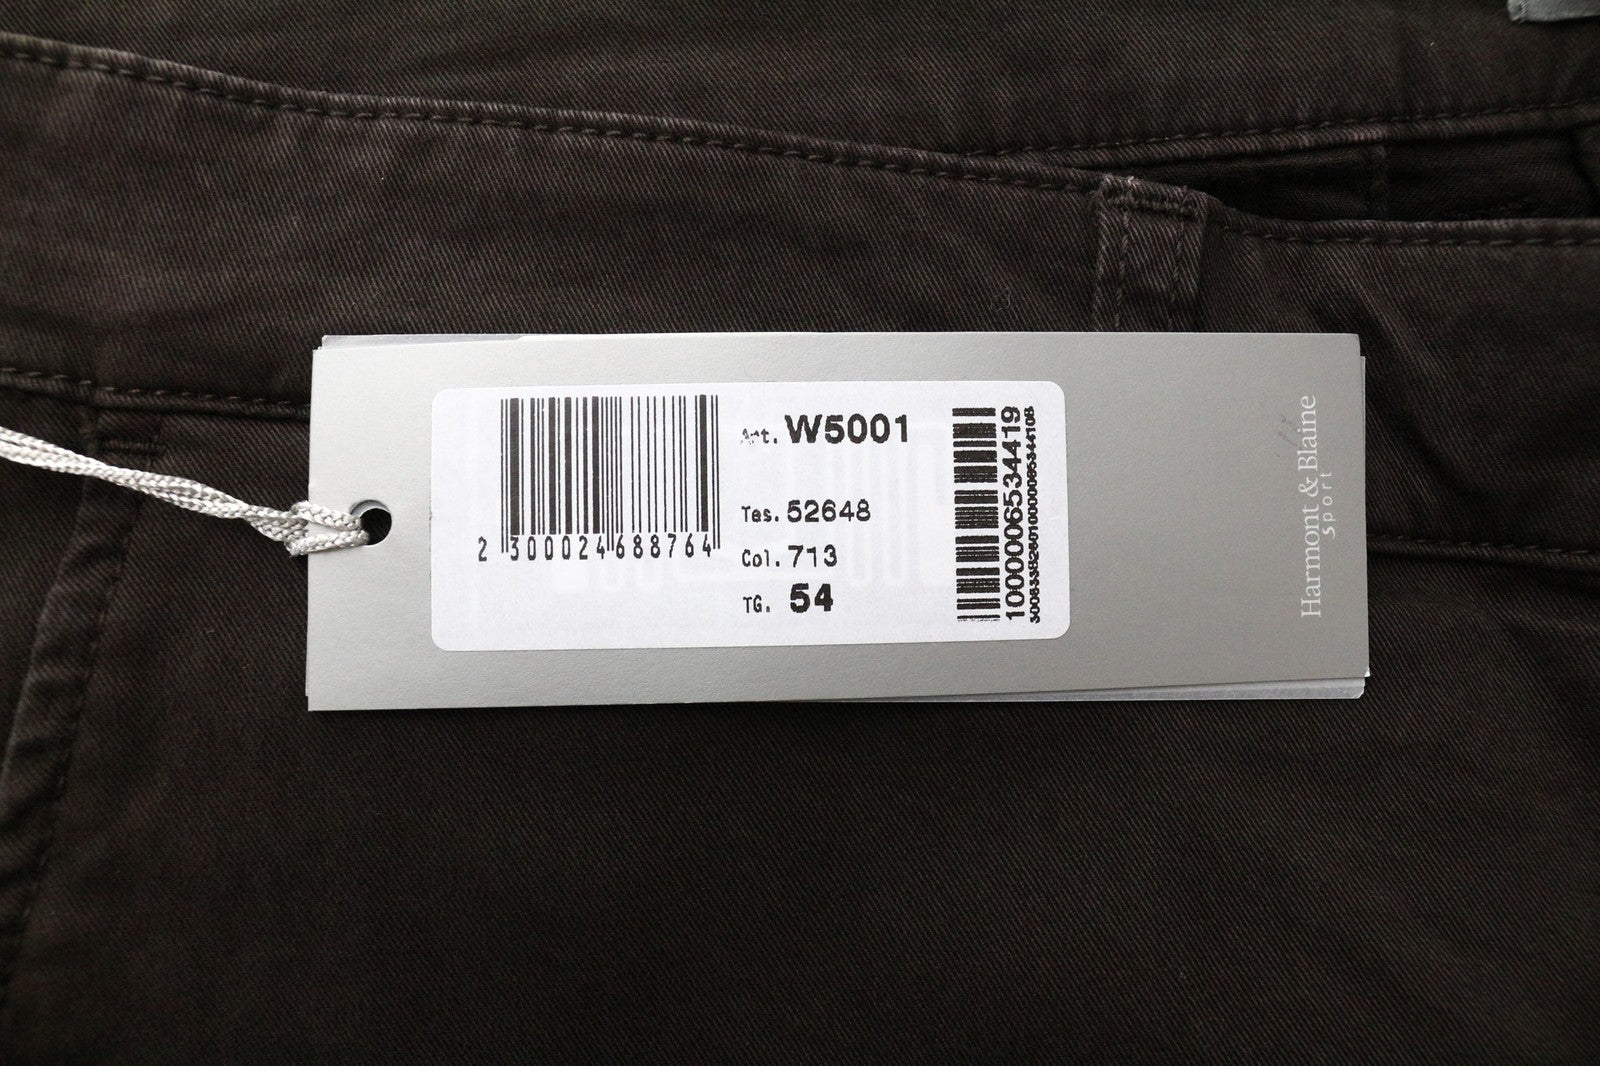 Art. W5001
Tes. 52648
Col. 713
TG. 54
2 300024 688764
1000006534419
Harmont & Blaine
sport